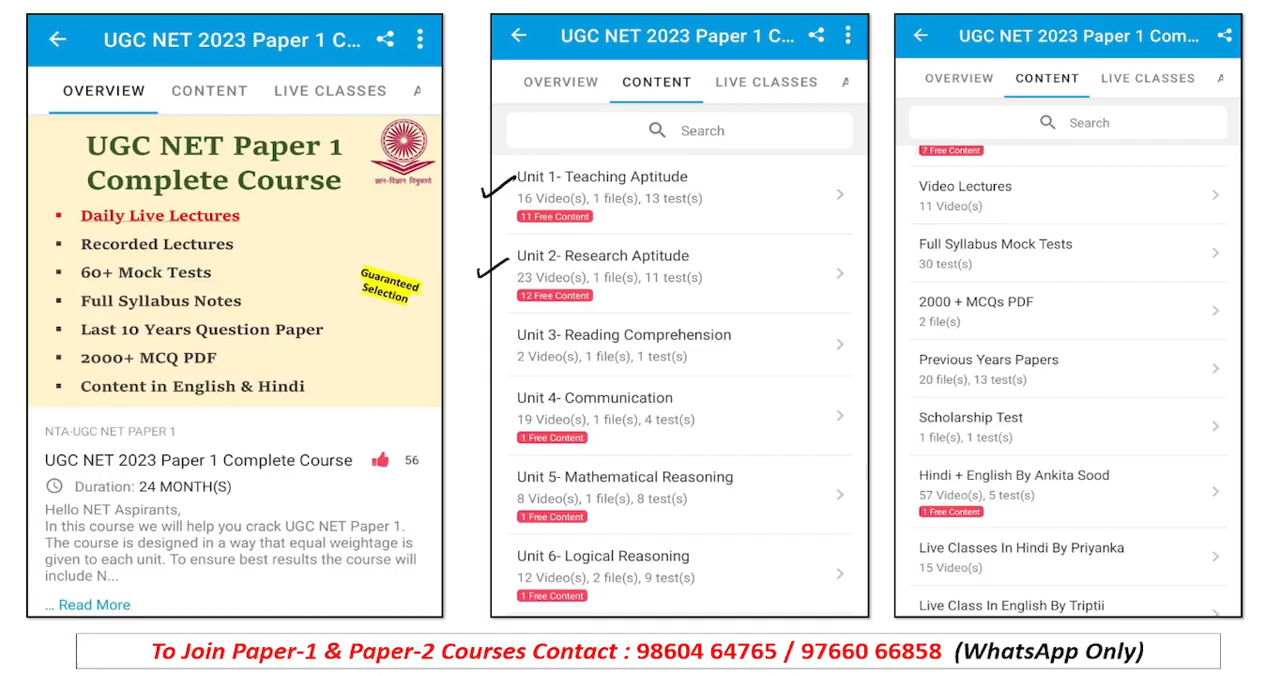 UGC NET 2023 Paper 1 C...
OVERVIEW CONTENT LIVE CLASSES A
UGC NET Paper 1
Complete Course
ज्ञान-विज्ञान विमुक्तये
▪ Daily Live Lectures
▪ Recorded Lectures
▪ 60+ Mock Tests
▪ Full Syllabus Notes
▪ Last 10 Years Question Paper
▪ 2000+ MCQ PDF
▪ Content in English & Hindi
Guaranteed
Selection
NTA-UGC NET PAPER 1
UGC NET 2023 Paper 1 Complete Course 56
Duration: 24 MONTH(S)
Hello NET Aspirants,
In this course we will help you crack UGC NET Paper 1.
The course is designed in a way that equal weightage is
given to each unit. To ensure best results the course will
include N...
... Read More
UGC NET 2023 Paper 1 C...
OVERVIEW CONTENT LIVE CLASSES A
Search
Unit 1- Teaching Aptitude
16 Video(s), 1 file(s), 13 test(s)
11 Free Content
Unit 2- Research Aptitude
23 Video(s), 1 file(s), 11 test(s)
12 Free Content
Unit 3- Reading Comprehension
2 Video(s), 1 file(s), 1 test(s)
Unit 4- Communication
19 Video(s), 1 file(s), 4 test(s)
1 Free Content
Unit 5- Mathematical Reasoning
8 Video(s), 1 file(s), 8 test(s)
1 Free Content
Unit 6- Logical Reasoning
12 Video(s), 2 file(s), 9 test(s)
1 Free Content
UGC NET 2023 Paper 1 Com...
OVERVIEW CONTENT LIVE CLASSES A
Search
7 Free Content
Video Lectures
11 Video(s)
Full Syllabus Mock Tests
30 test(s)
2000 + MCQs PDF
2 file(s)
Previous Years Papers
20 file(s), 13 test(s)
Scholarship Test
1 file(s), 1 test(s)
Hindi + English By Ankita Sood
57 Video(s), 5 test(s)
1 Free Content
Live Classes In Hindi By Priyanka
15 Video(s)
Live Class In English By Triptii
To Join Paper-1 & Paper-2 Courses Contact : 98604 64765 / 97660 66858 (WhatsApp Only)